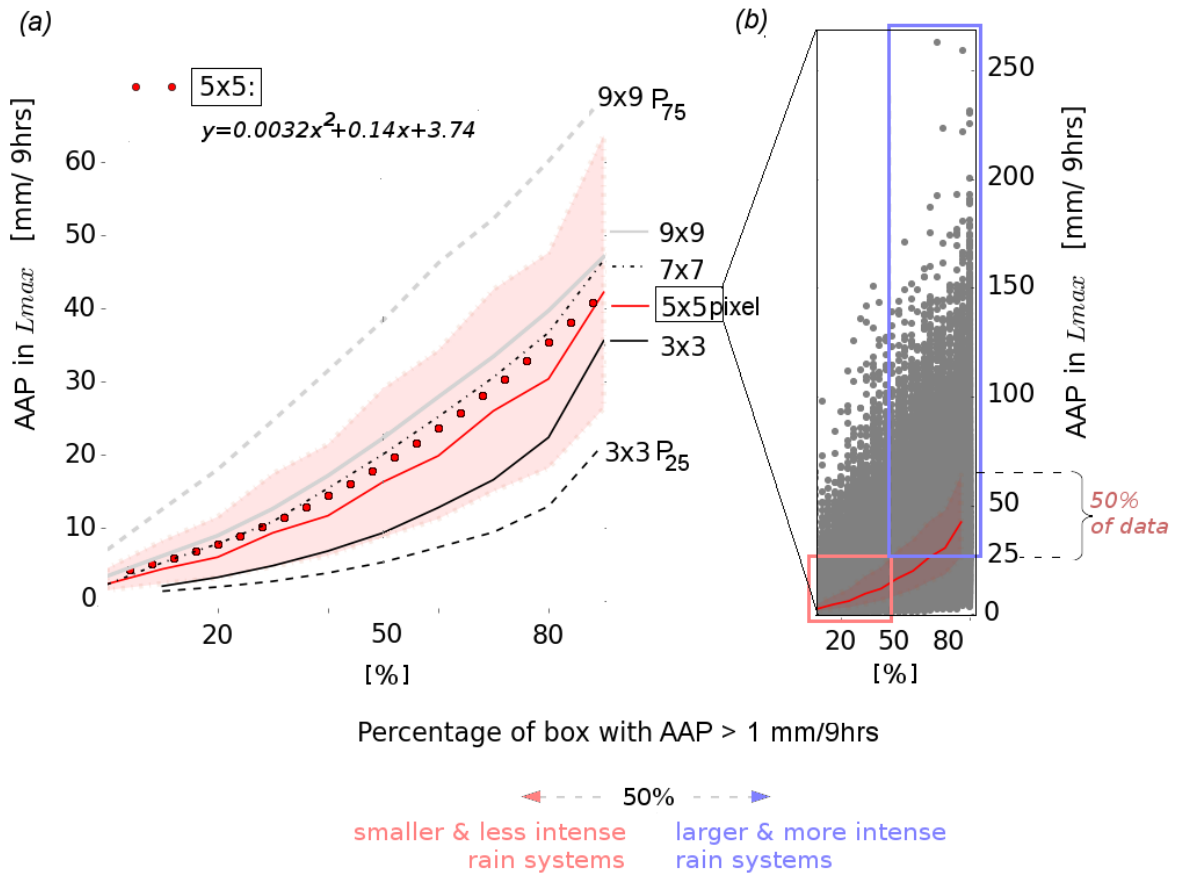 (a)
5x5:
y=0.0032x²+0.14x+3.74
AAP in Lmax [mm/ 9hrs]
60
50
40
30
20
10
0
20
50
80
[%]
9x9 P75
9x9
7x7
5x5 pixel
3x3
3x3 P25
(b)
250
200
150
100
50
25
0
AAP in Lmax [mm/ 9hrs]
50%
of data
20
50
80
[%]
Percentage of box with AAP > 1 mm/9hrs
50%
smaller & less intense
rain systems
larger & more intense
rain systems